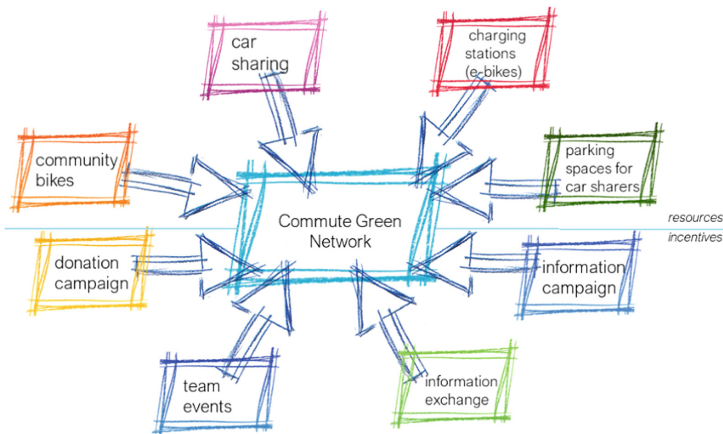 car
sharing
charging
stations
(e-bikes)
community
bikes
parking
spaces for
car sharers
Commute Green
Network
resources
incentives
donation
campaign
information
campaign
team
events
information
exchange